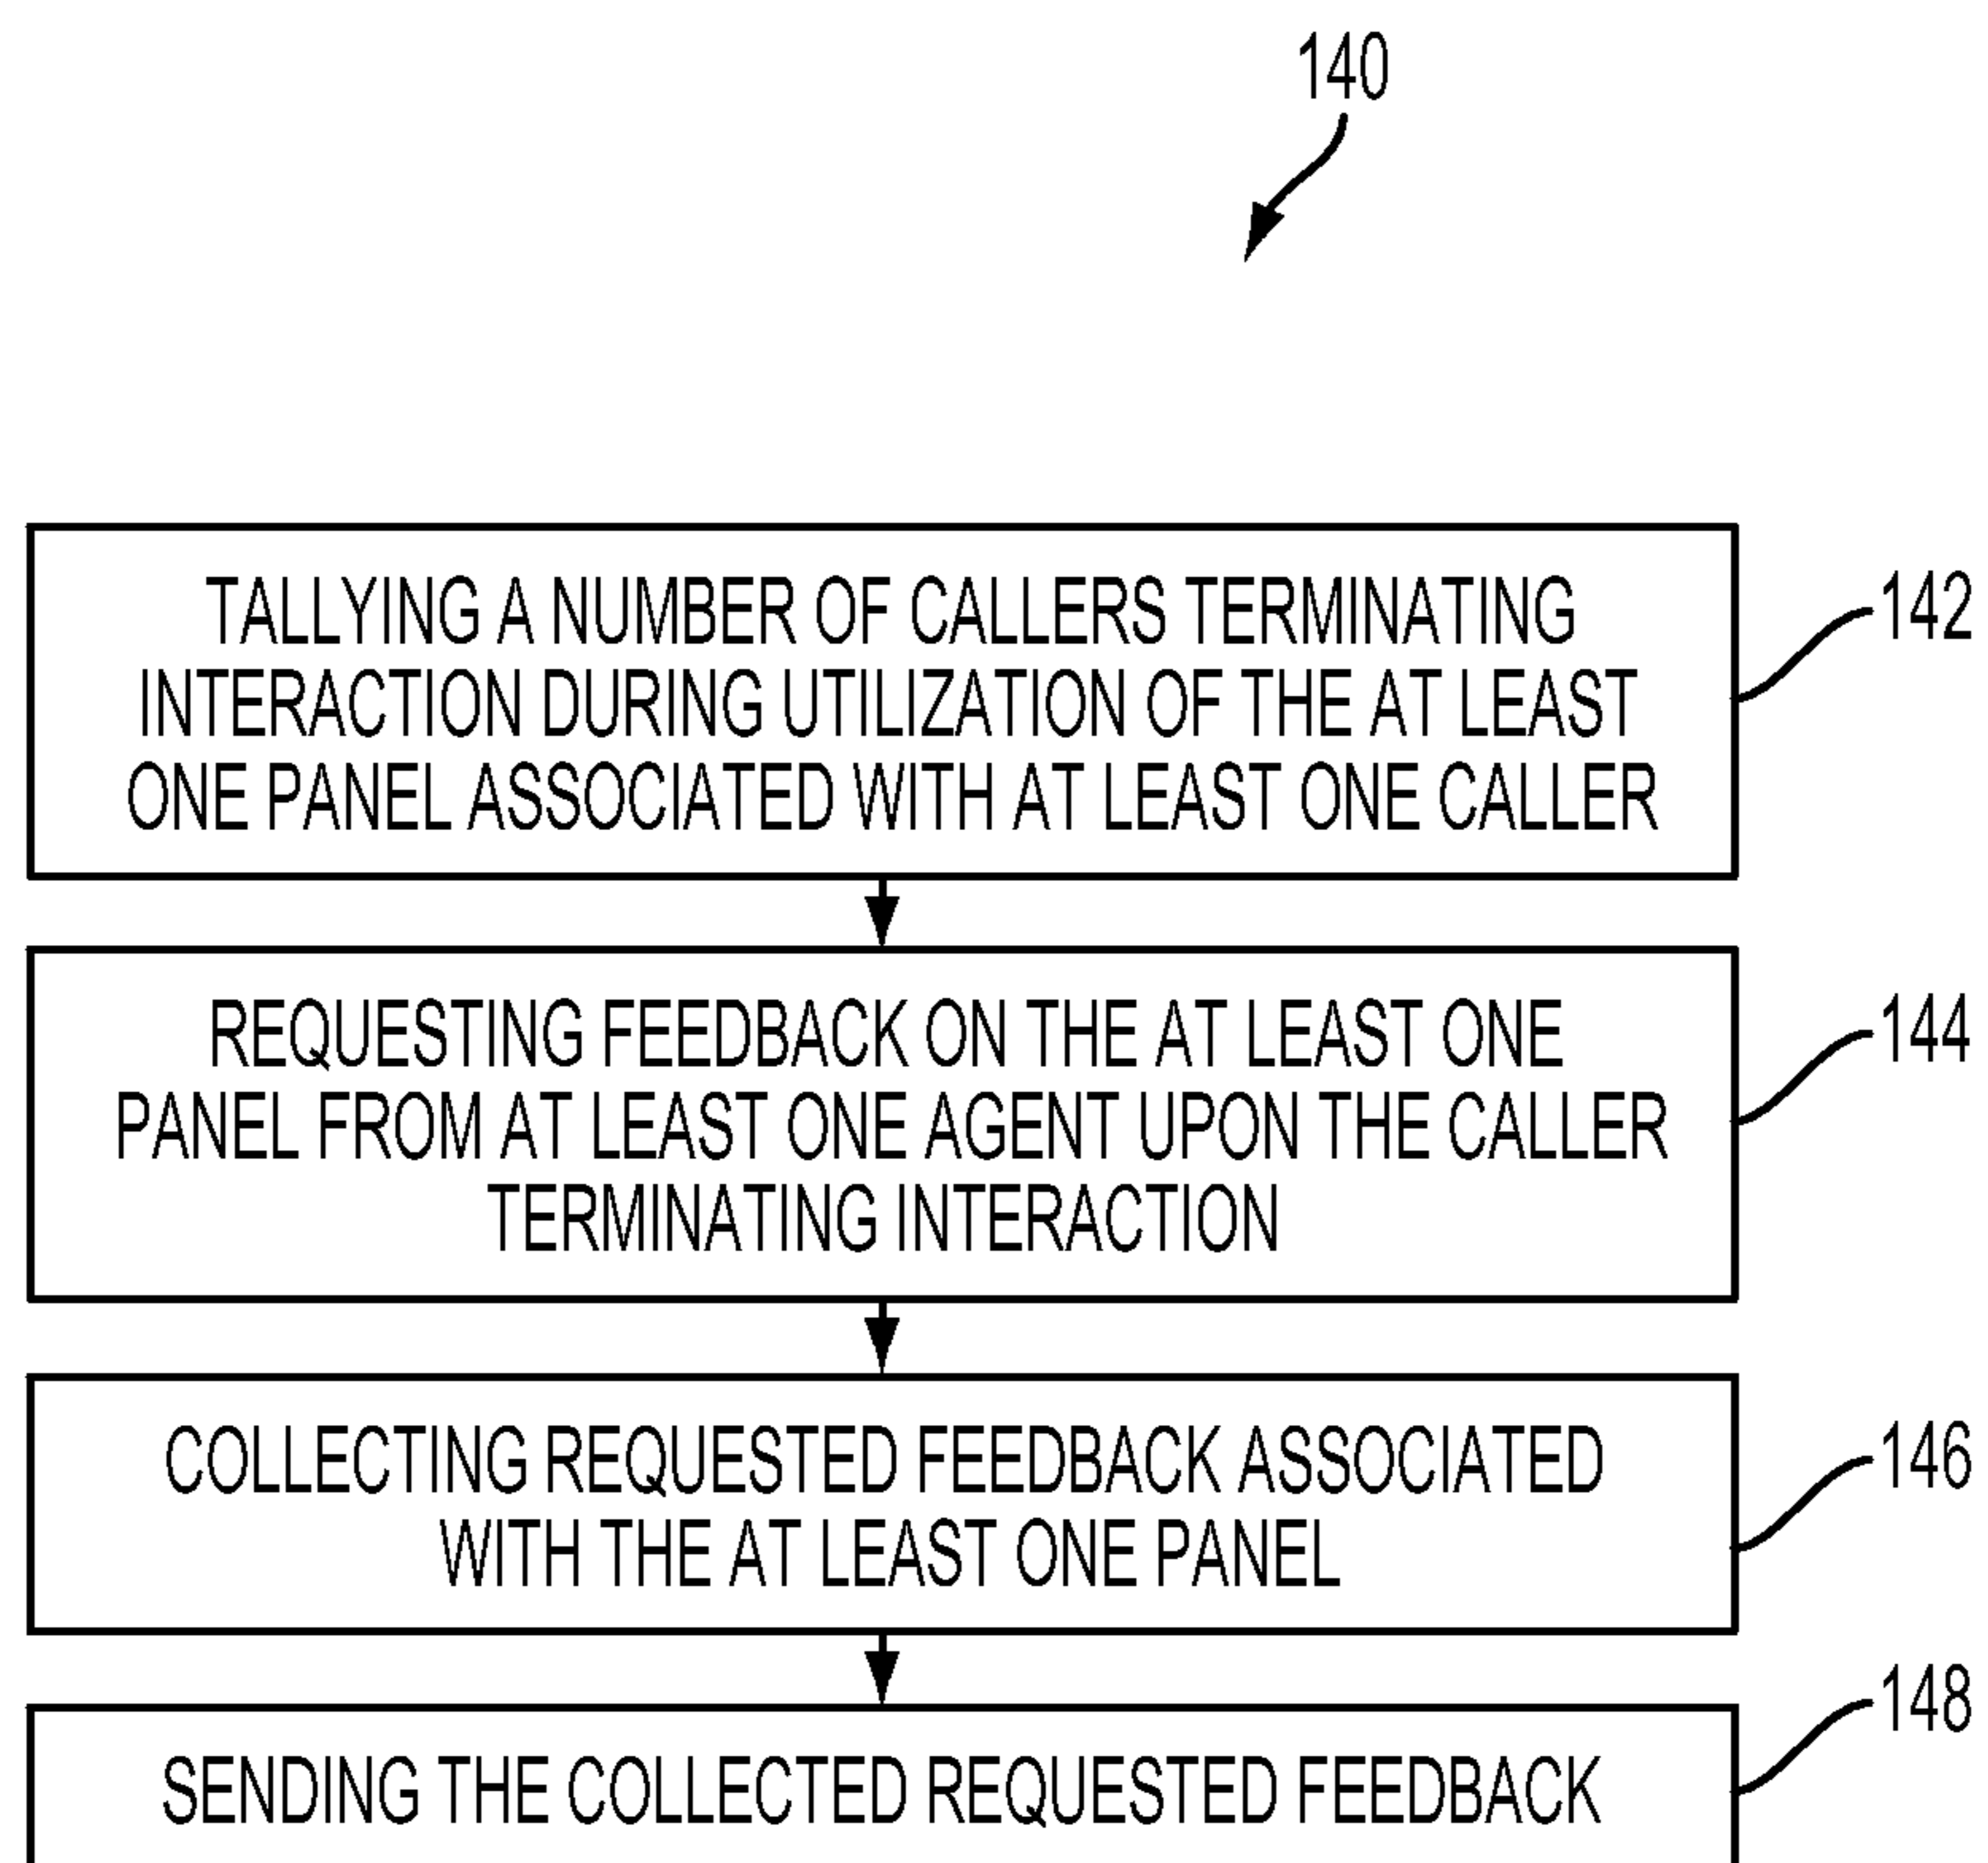 140
TALLYING A NUMBER OF CALLERS TERMINATING
INTERACTION DURING UTILIZATION OF THE AT LEAST
ONE PANEL ASSOCIATED WITH AT LEAST ONE CALLER
142
REQUESTING FEEDBACK ON THE AT LEAST ONE
PANEL FROM AT LEAST ONE AGENT UPON THE CALLER
TERMINATING INTERACTION
144
COLLECTING REQUESTED FEEDBACK ASSOCIATED
WITH THE AT LEAST ONE PANEL
146
SENDING THE COLLECTED REQUESTED FEEDBACK
148